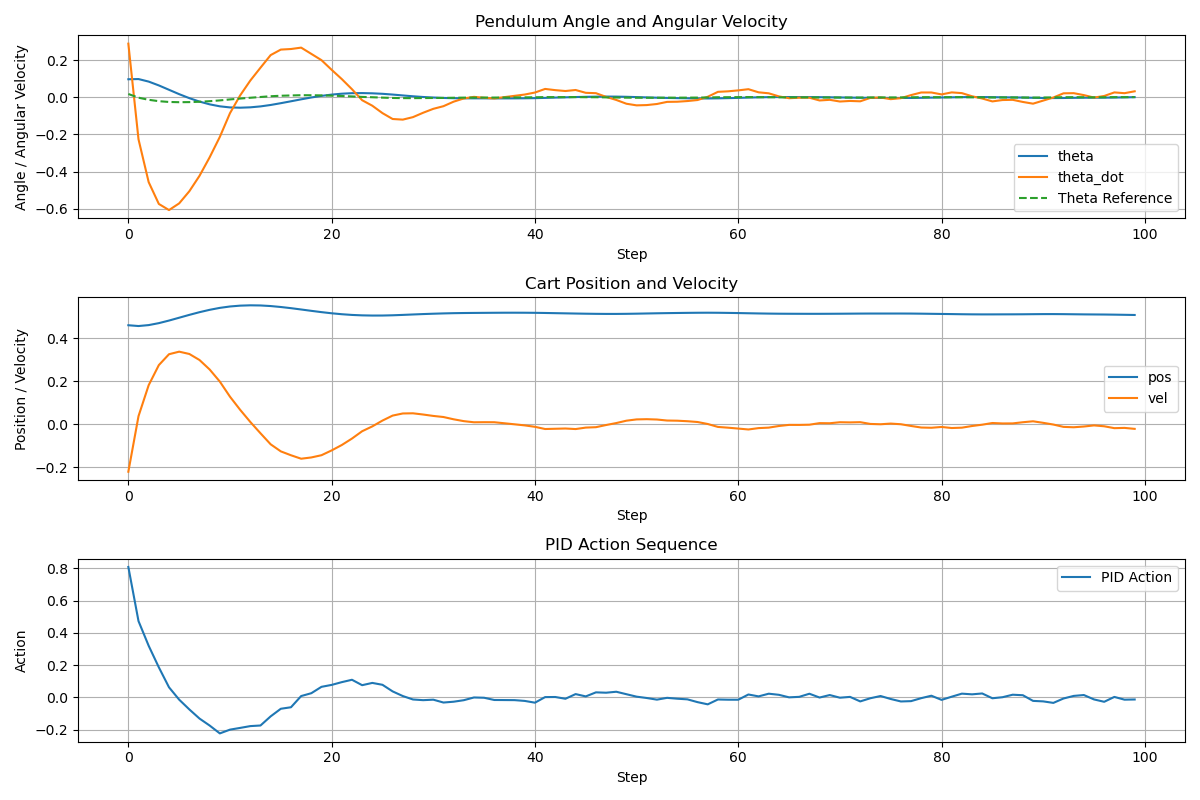 Pendulum Angle and Angular Velocity
Angle / Angular Velocity
0.2
0.0
−0.2
−0.4
−0.6
theta
theta_dot
Theta Reference
0 20 40 60 80 100
Step
Cart Position and Velocity
Position / Velocity
0.4
0.2
0.0
−0.2
pos
vel
0 20 40 60 80 100
Step
PID Action Sequence
Action
0.8
0.6
0.4
0.2
0.0
−0.2
PID Action
0 20 40 60 80 100
Step